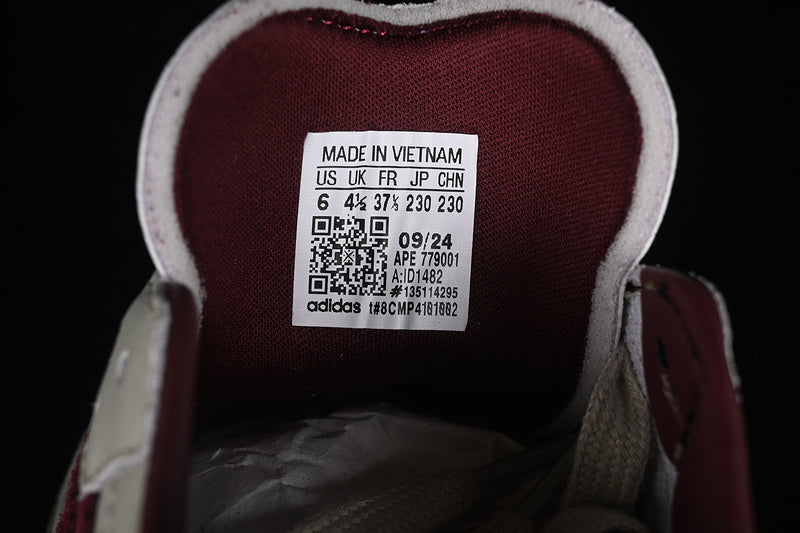 MADE IN VIETNAM
US UK FR JP CHN
6 4½ 37⅓ 230 230
09/24
APE 779001
A:ID1482
#135114295
adidas t#8CMP4101002